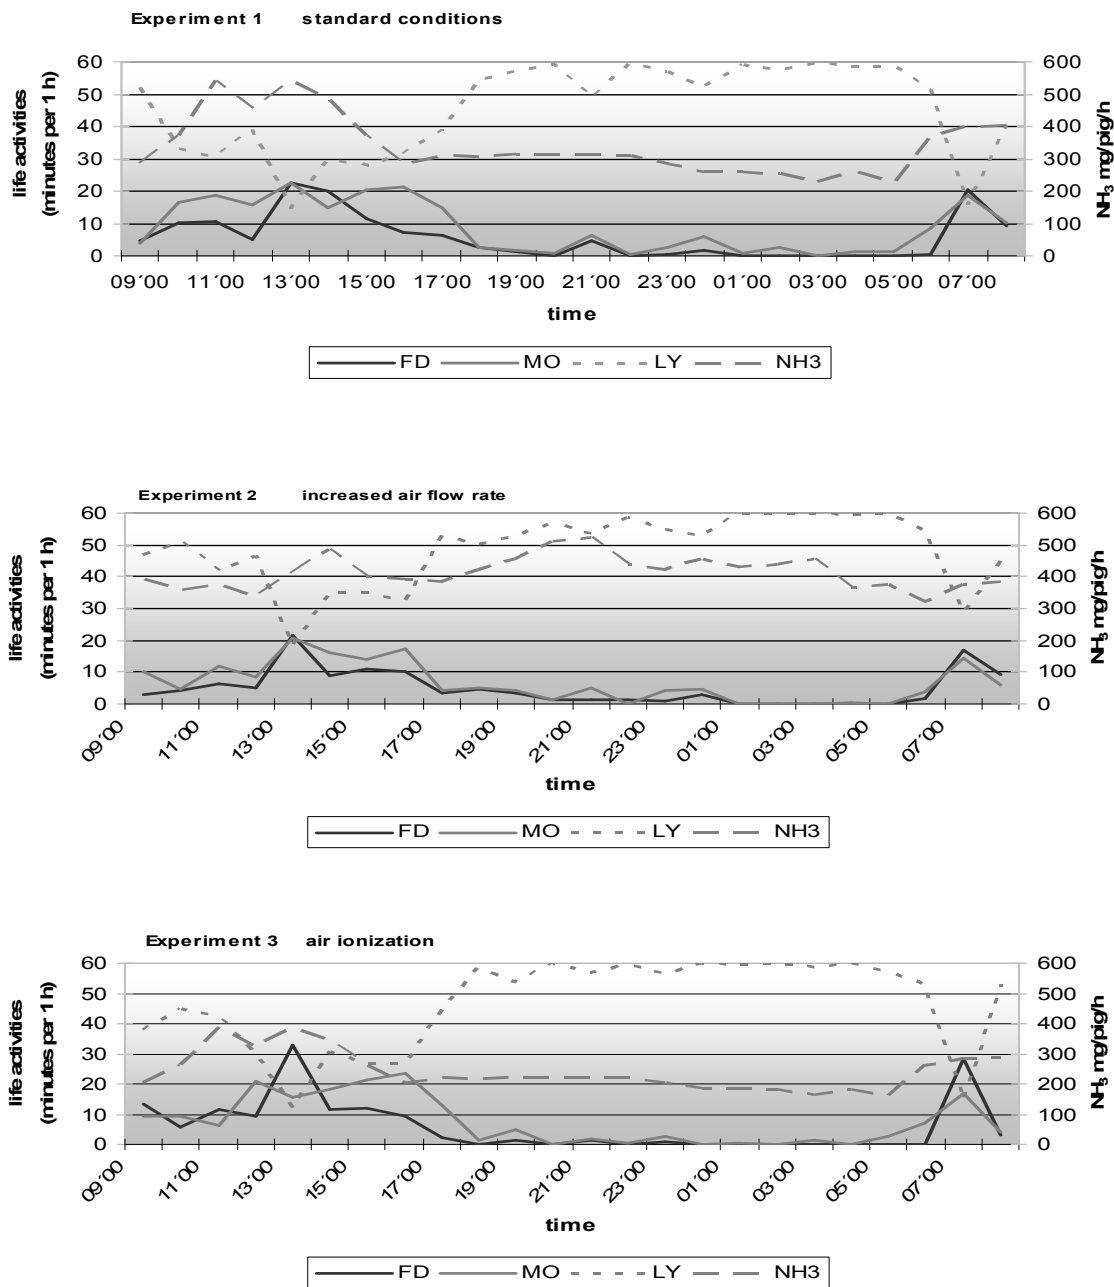 Experiment 1 standard conditions
life activities
(minutes per 1 h)
60
50
40
30
20
10
0
600
500
400
300
200
100
0
NH₃ mg/pig/h
09´00 11´00 13´00 15´00 17´00 19´00 21´00 23´00 01´00 03´00 05´00 07´00
time
FD MO LY NH3
Experiment 2 increased air flow rate
life activities
(minutes per 1 h)
60
50
40
30
20
10
0
600
500
400
300
200
100
0
NH₃ mg/pig/h
09´00 11´00 13´00 15´00 17´00 19´00 21´00 23´00 01´00 03´00 05´00 07´00
time
FD MO LY NH3
Experiment 3 air ionization
life activities
(minutes per 1 h)
60
50
40
30
20
10
0
600
500
400
300
200
100
0
NH₃ mg/pig/h
09´00 11´00 13´00 15´00 17´00 19´00 21´00 23´00 01´00 03´00 05´00 07´00
time
FD MO LY NH3